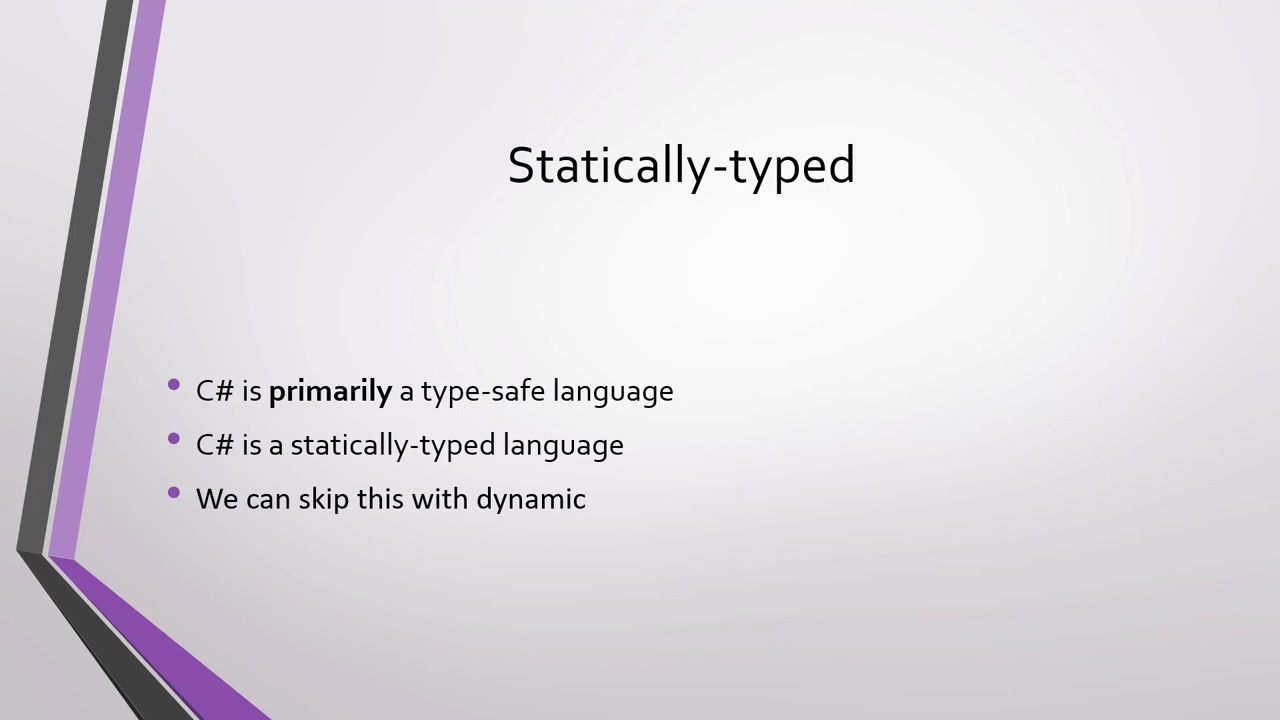 Statically-typed
C# is primarily a type-safe language
C# is a statically-typed language
We can skip this with dynamic